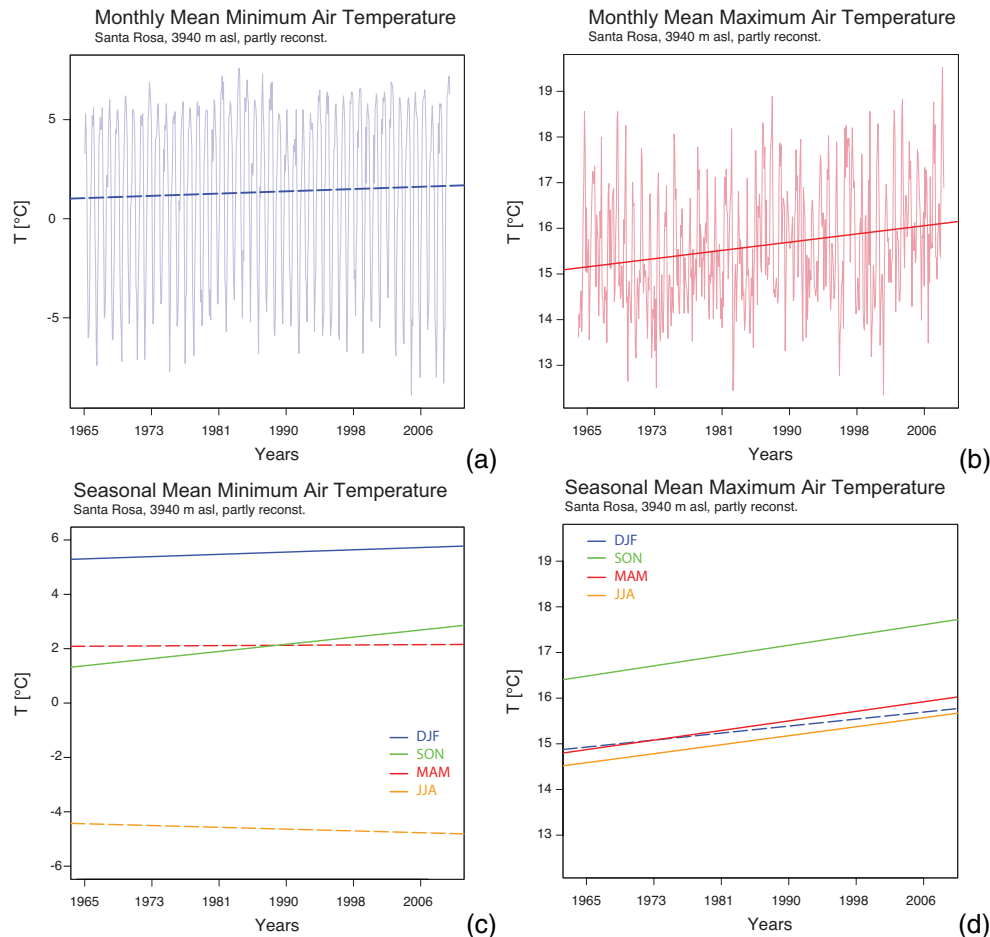 Monthly Mean Minimum Air Temperature
Santa Rosa, 3940 m asl, partly reconst.
T [°C]
5
0
-5
1965 1973 1981 1990 1998 2006
Years
(a)
Monthly Mean Maximum Air Temperature
Santa Rosa, 3940 m asl, partly reconst.
T [°C]
19
18
17
16
15
14
13
1965 1973 1981 1990 1998 2006
Years
(b)
Seasonal Mean Minimum Air Temperature
Santa Rosa, 3940 m asl, partly reconst.
T [°C]
6
4
2
0
-2
-4
-6
DJF
SON
MAM
JJA
1965 1973 1981 1990 1998 2006
Years
(c)
Seasonal Mean Maximum Air Temperature
Santa Rosa, 3940 m asl, partly reconst.
DJF
SON
MAM
JJA
T [°C]
19
18
17
16
15
14
13
1965 1973 1981 1990 1998 2006
Years
(d)